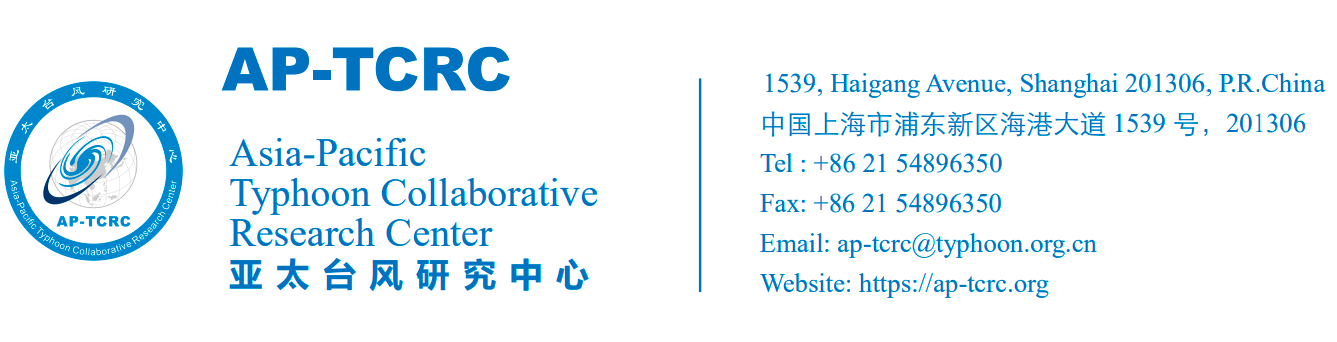 亚太台风研究中心
AP-TCRC
Asia-Pacific Typhoon Collaborative Research Center
AP-TCRC
Asia-Pacific
Typhoon Collaborative
Research Center
亚太台风研究中心
1539, Haigang Avenue, Shanghai 201306, P.R.China
中国上海市浦东新区海港大道 1539 号，201306
Tel : +86 21 54896350
Fax: +86 21 54896350
Email: ap-tcrc@typhoon.org.cn
Website: https://ap-tcrc.org